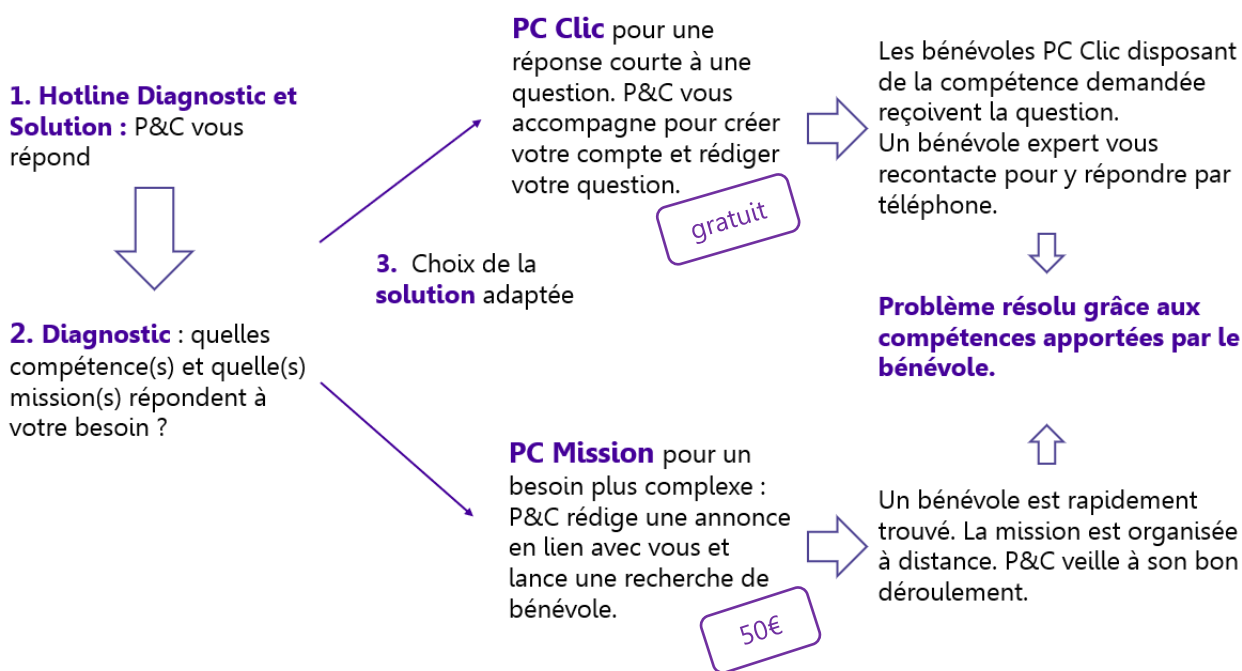 1. Hotline Diagnostic et
Solution : P&C vous
répond
2. Diagnostic : quelles
compétence(s) et quelle(s)
mission(s) répondent à
votre besoin ?
3. Choix de la
solution adaptée
PC Clic pour une
réponse courte à une
question. P&C vous
accompagne pour créer
votre compte et rédiger
votre question.
gratuit
Les bénévoles PC Clic disposant
de la compétence demandée
reçoivent la question.
Un bénévole expert vous
recontacte pour y répondre par
téléphone.
Problème résolu grâce aux
compétences apportées par le
bénévole.
PC Mission pour un
besoin plus complexe :
P&C rédige une annonce
en lien avec vous et
lance une recherche de
bénévole.
50€
Un bénévole est rapidement
trouvé. La mission est organisée
à distance. P&C veille à son bon
déroulement.